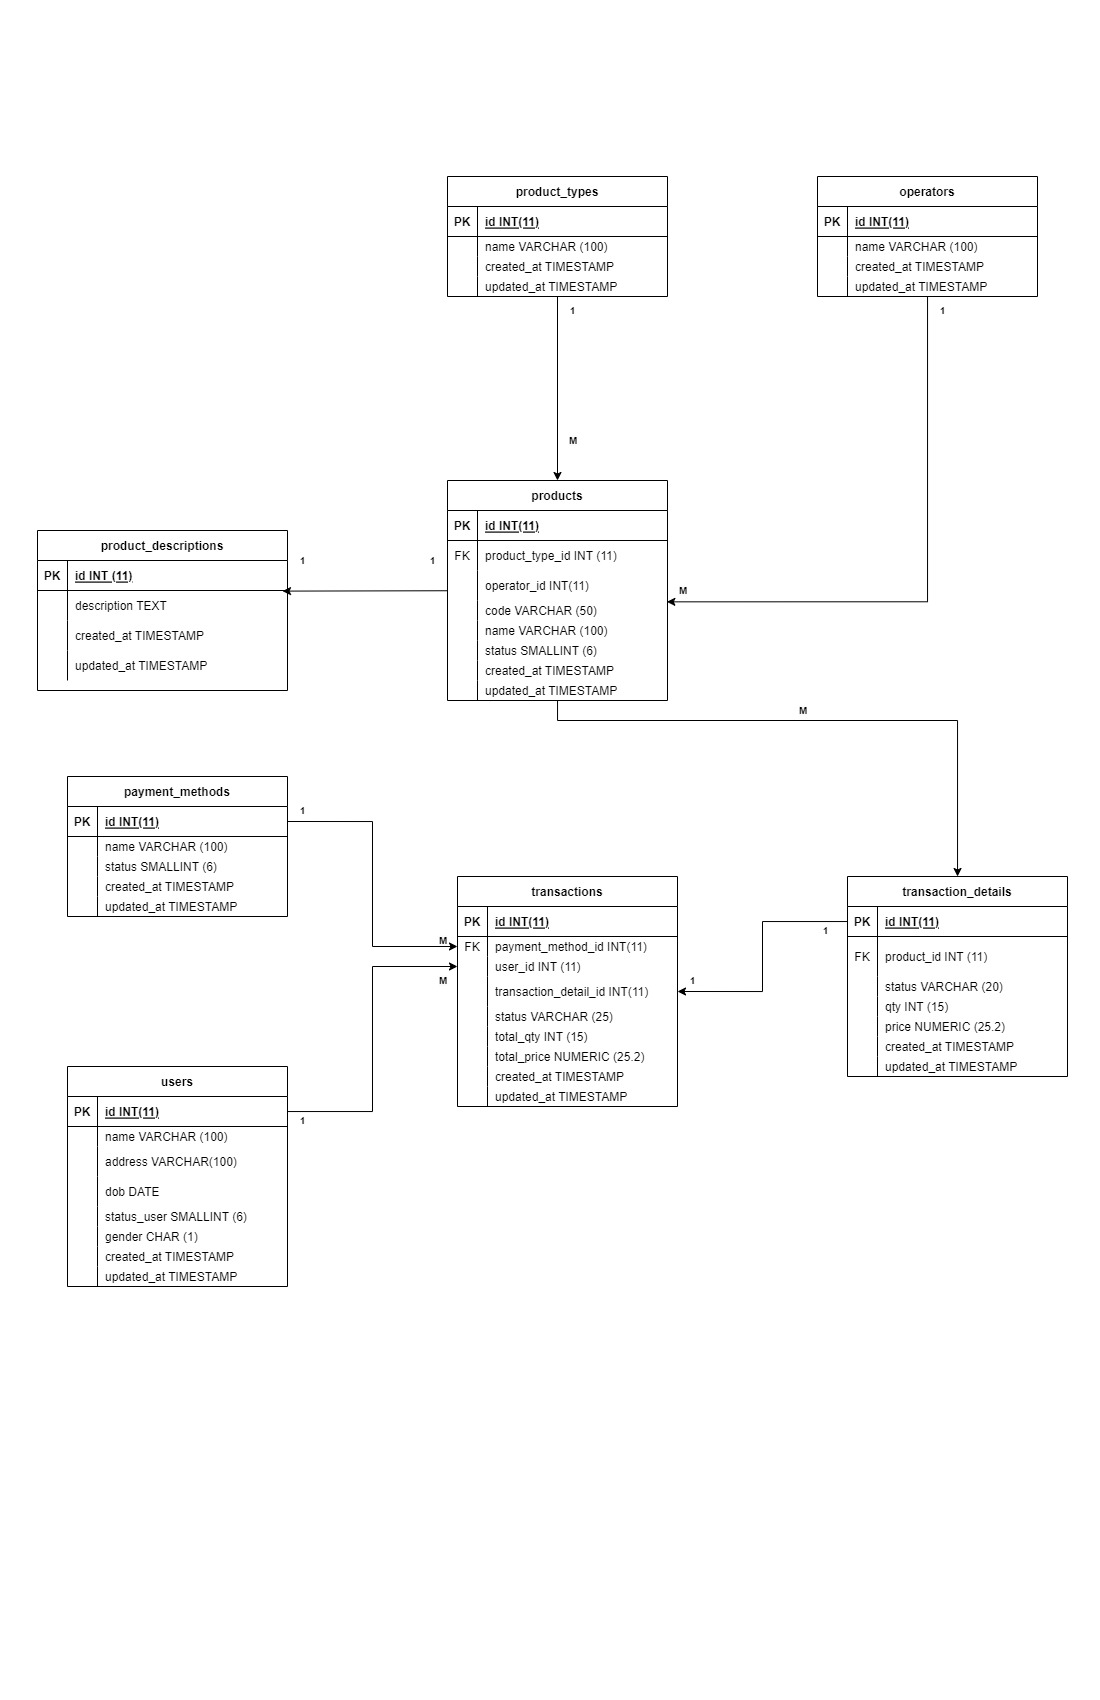 product_types
PK id INT(11)
name VARCHAR (100)
created_at TIMESTAMP
updated_at TIMESTAMP
1
operators
PK id INT(11)
name VARCHAR (100)
created_at TIMESTAMP
updated_at TIMESTAMP
1
M
products
PK id INT(11)
FK product_type_id INT (11)
operator_id INT(11)
code VARCHAR (50)
name VARCHAR (100)
status SMALLINT (6)
created_at TIMESTAMP
updated_at TIMESTAMP
M
product_descriptions
PK id INT (11)
description TEXT
created_at TIMESTAMP
updated_at TIMESTAMP
1
1
M
payment_methods
PK id INT(11)
name VARCHAR (100)
status SMALLINT (6)
created_at TIMESTAMP
updated_at TIMESTAMP
1
M
M
transactions
PK id INT(11)
FK payment_method_id INT(11)
user_id INT (11)
transaction_detail_id INT(11)
status VARCHAR (25)
total_qty INT (15)
total_price NUMERIC (25.2)
created_at TIMESTAMP
updated_at TIMESTAMP
1
1
transaction_details
PK id INT(11)
FK product_id INT (11)
status VARCHAR (20)
qty INT (15)
price NUMERIC (25.2)
created_at TIMESTAMP
updated_at TIMESTAMP
users
PK id INT(11)
name VARCHAR (100)
address VARCHAR(100)
dob DATE
status_user SMALLINT (6)
gender CHAR (1)
created_at TIMESTAMP
updated_at TIMESTAMP
1